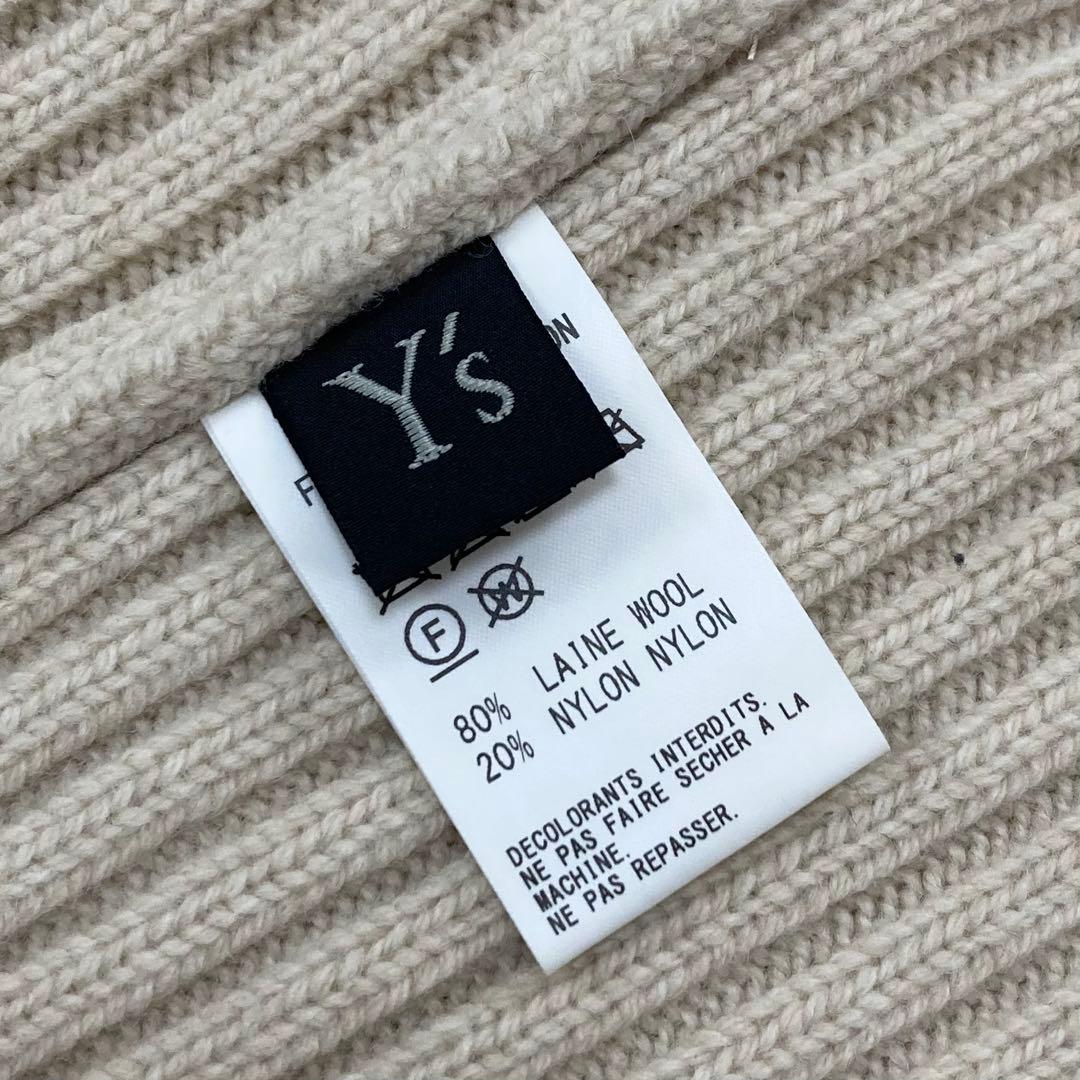 Y's
F
W
80% LAINE WOOL
20% NYLON NYLON
DECOLORANTS INTERDITS.
NE PAS FAIRE SECHER A LA
MACHINE.
NE PAS REPASSER.